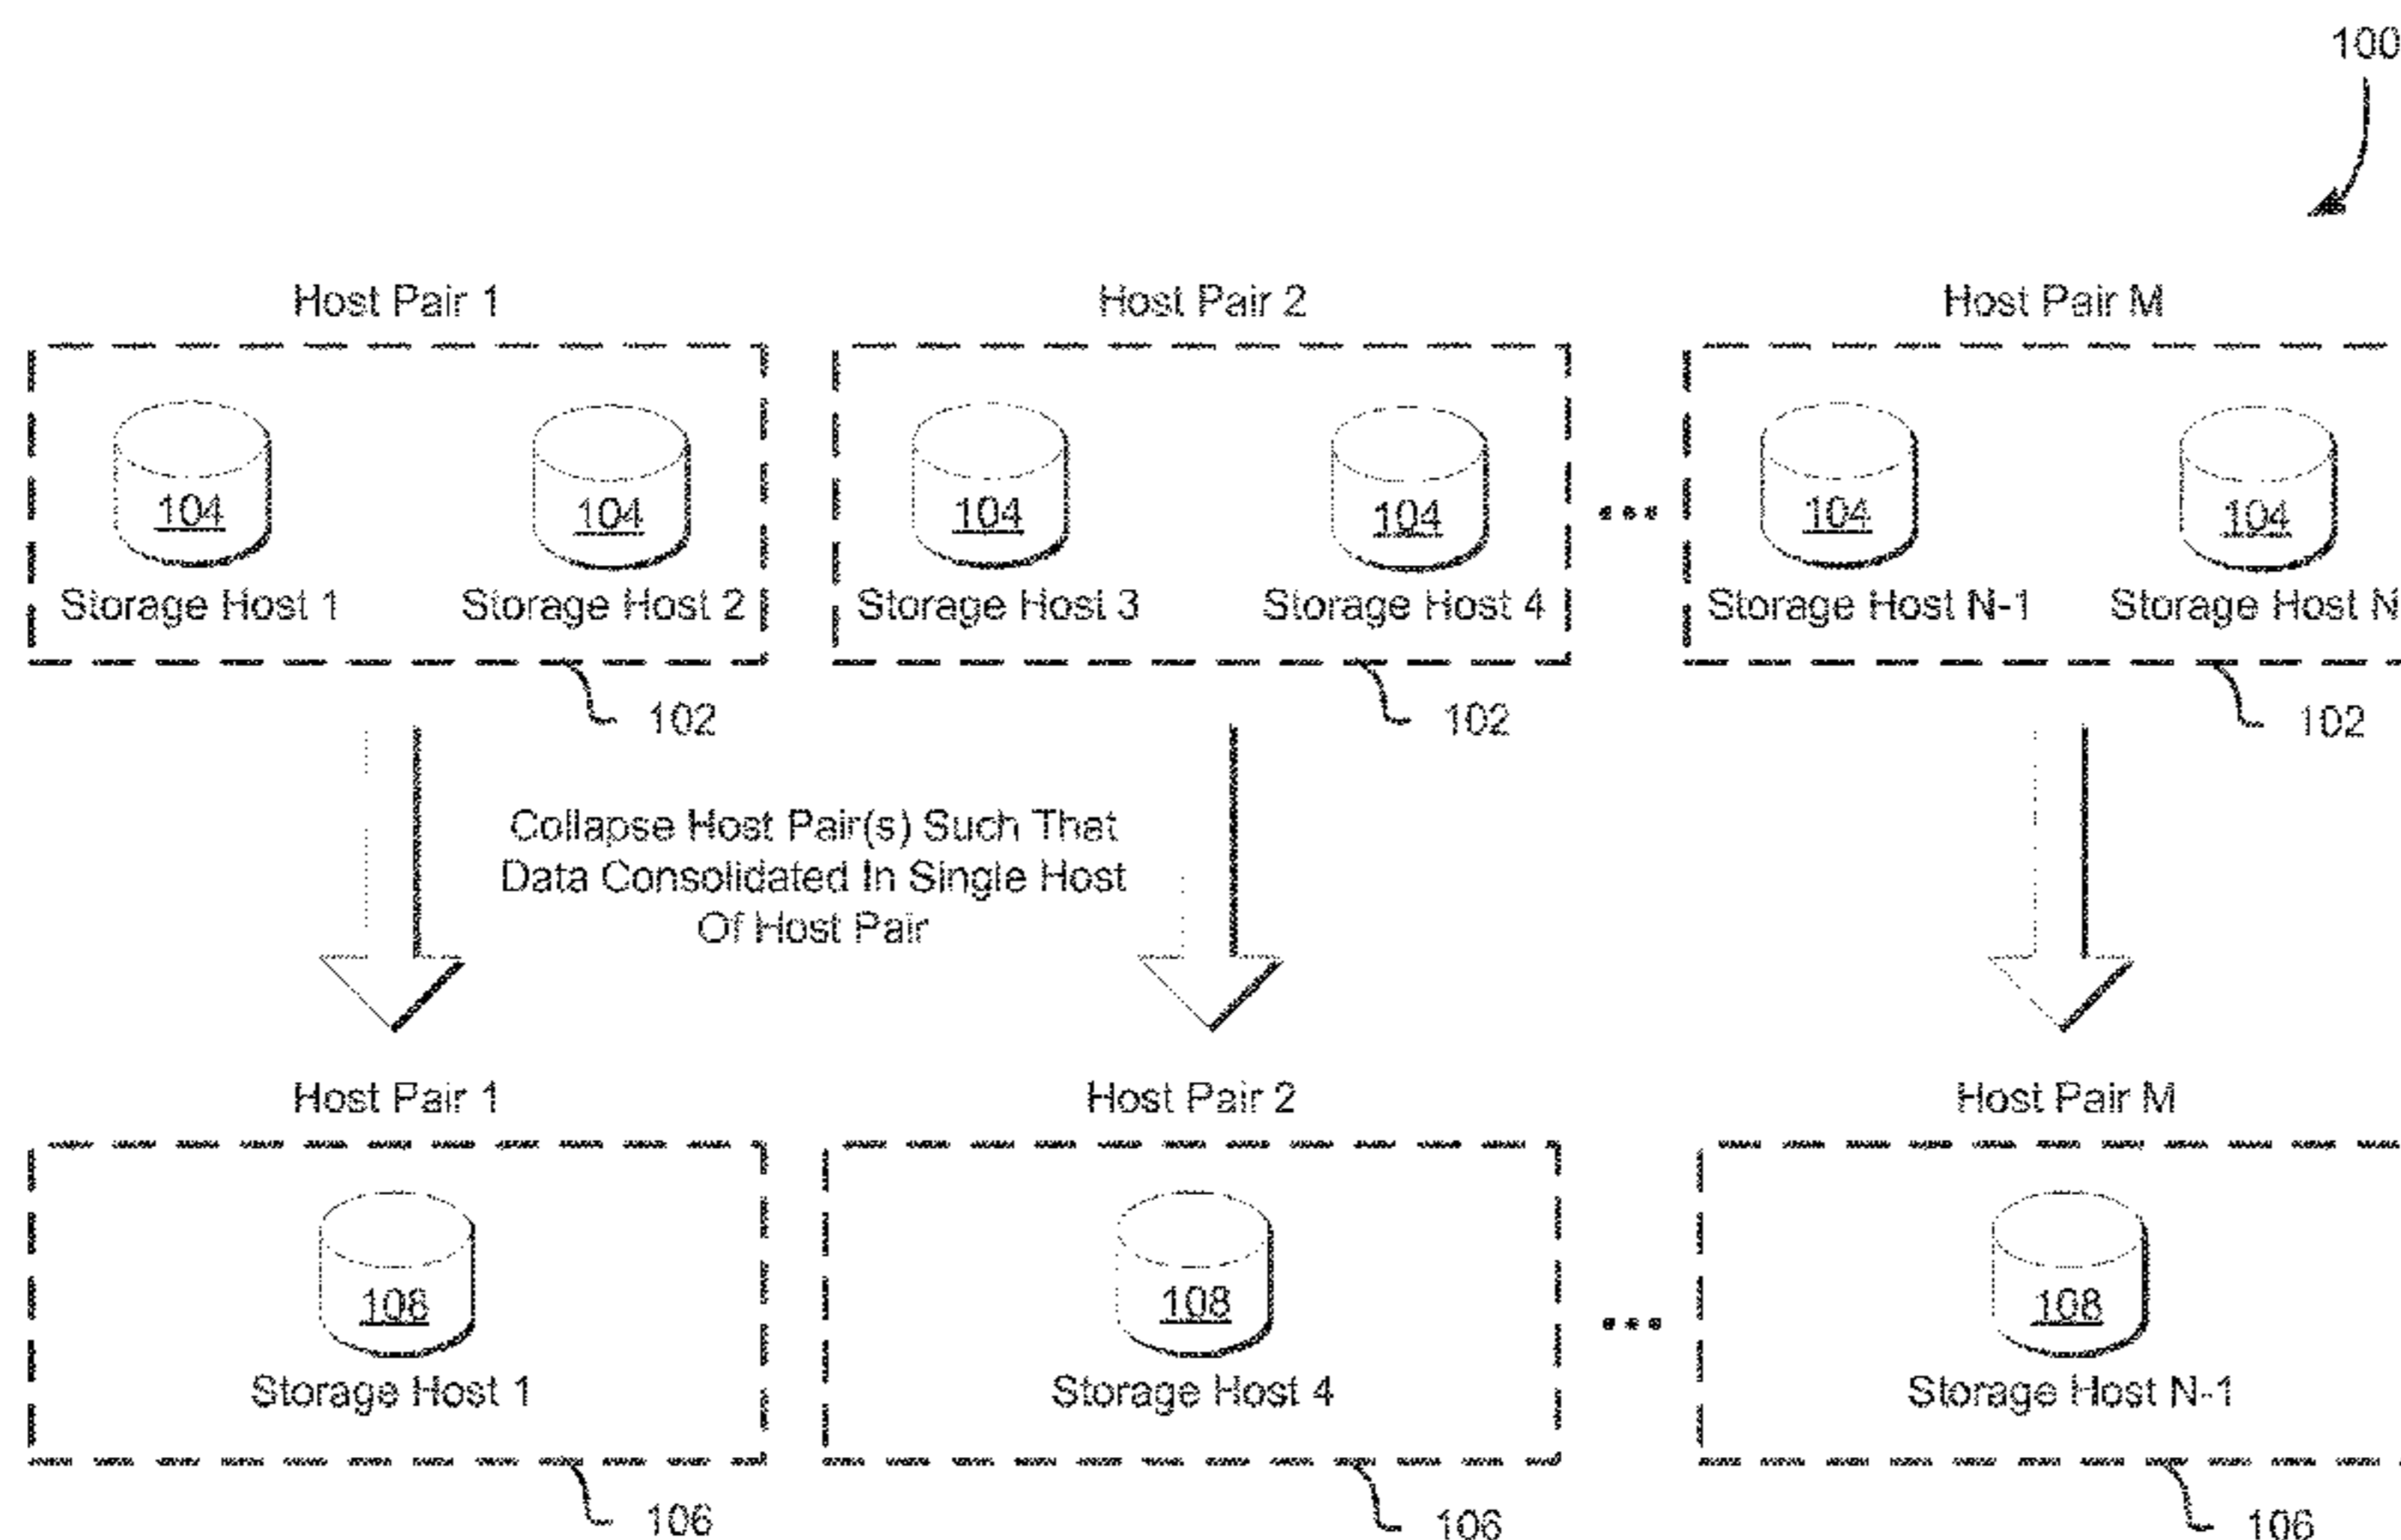 100
Host Pair 1
Host Pair 2
Host Pair M
104
104
104
104
•••
104
104
Storage Host 1
Storage Host 2
Storage Host 3
Storage Host 4
Storage Host N-1
Storage Host N
102
102
102
Collapse Host Pair(s) Such That
Data Consolidated In Single Host
Of Host Pair
Host Pair 1
Host Pair 2
Host Pair M
108
108
•••
108
Storage Host 1
Storage Host 4
Storage Host N-1
106
106
106